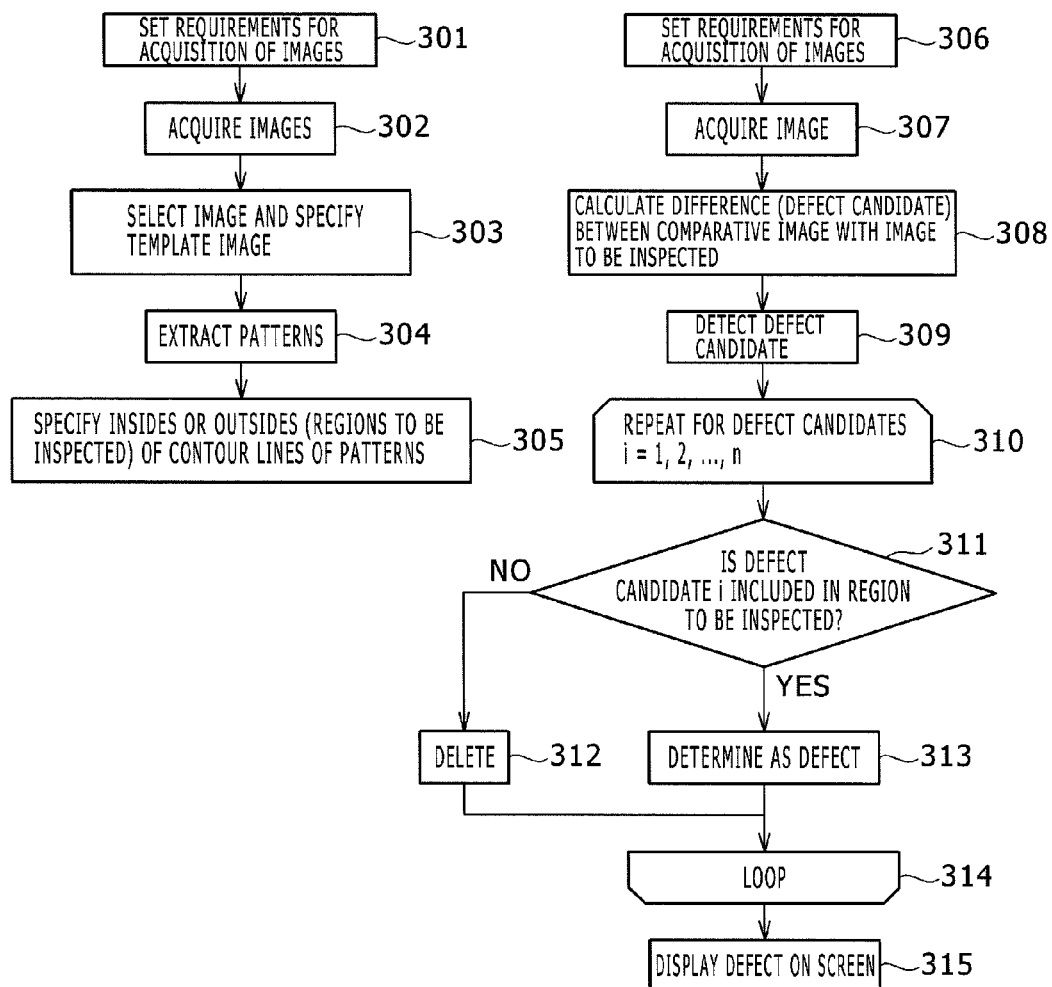 SET REQUIREMENTS FOR
ACQUISITION OF IMAGES
301
ACQUIRE IMAGES
302
SELECT IMAGE AND SPECIFY
TEMPLATE IMAGE
303
EXTRACT PATTERNS
304
SPECIFY INSIDES OR OUTSIDES (REGIONS TO BE
INSPECTED) OF CONTOUR LINES OF PATTERNS
305
SET REQUIREMENTS FOR
ACQUISITION OF IMAGES
306
ACQUIRE IMAGE
307
CALCULATE DIFFERENCE (DEFECT CANDIDATE)
BETWEEN COMPARATIVE IMAGE WITH IMAGE
TO BE INSPECTED
308
DETECT DEFECT
CANDIDATE
309
REPEAT FOR DEFECT CANDIDATES
i = 1, 2, ..., n
310
IS DEFECT
CANDIDATE i INCLUDED IN REGION
TO BE INSPECTED?
311
NO
YES
DELETE
312
DETERMINE AS DEFECT
313
LOOP
314
DISPLAY DEFECT ON SCREEN
315